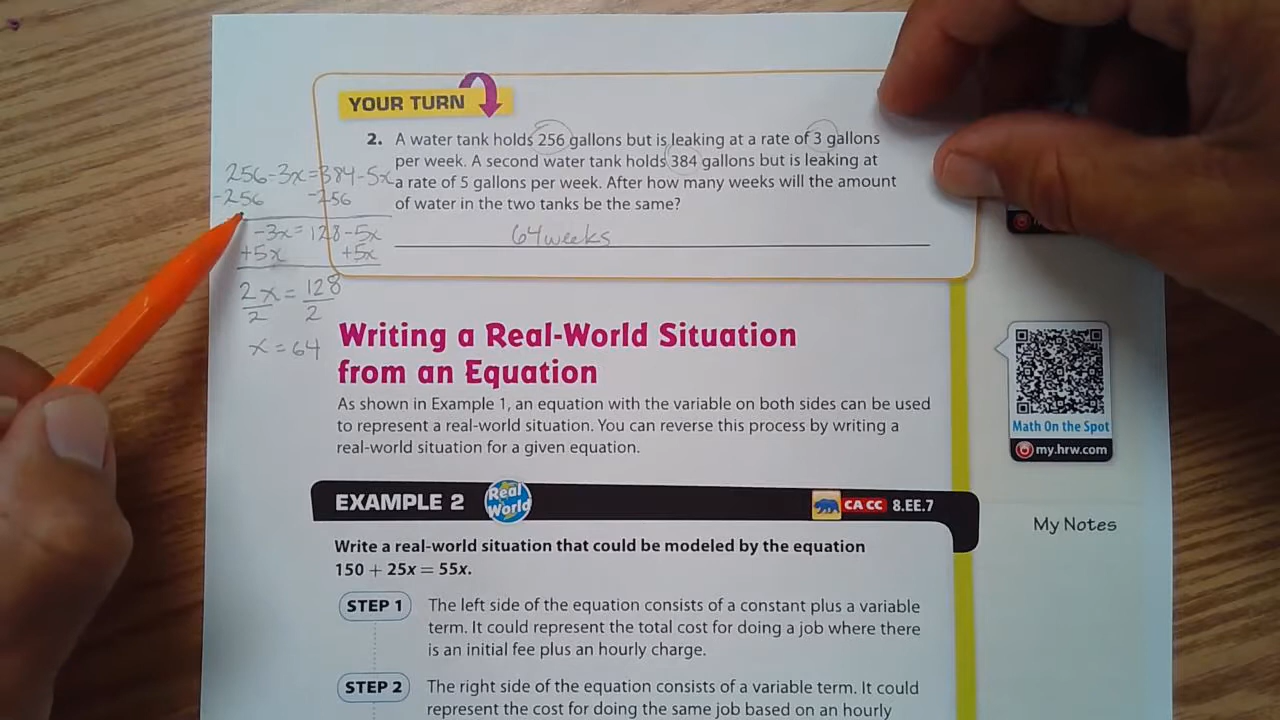 YOUR TURN
2. A water tank holds 256 gallons but is leaking at a rate of 3 gallons
per week. A second water tank holds 384 gallons but is leaking at
a rate of 5 gallons per week. After how many weeks will the amount
of water in the two tanks be the same?
64 weeks
256-3x=384-5x
-256 -256
-3x=128-5x
+5x +5x
2x = 128
2 2
x = 64
Writing a Real-World Situation
from an Equation
As shown in Example 1, an equation with the variable on both sides can be used
to represent a real-world situation. You can reverse this process by writing a
real-world situation for a given equation.
Math On the Spot
my.hrw.com
EXAMPLE 2
Real World
CA CC 8.EE.7
My Notes
Write a real-world situation that could be modeled by the equation
150 + 25x = 55x.
STEP 1 The left side of the equation consists of a constant plus a variable
term. It could represent the total cost for doing a job where there
is an initial fee plus an hourly charge.
STEP 2 The right side of the equation consists of a variable term. It could
represent the cost for doing the same job based on an hourly